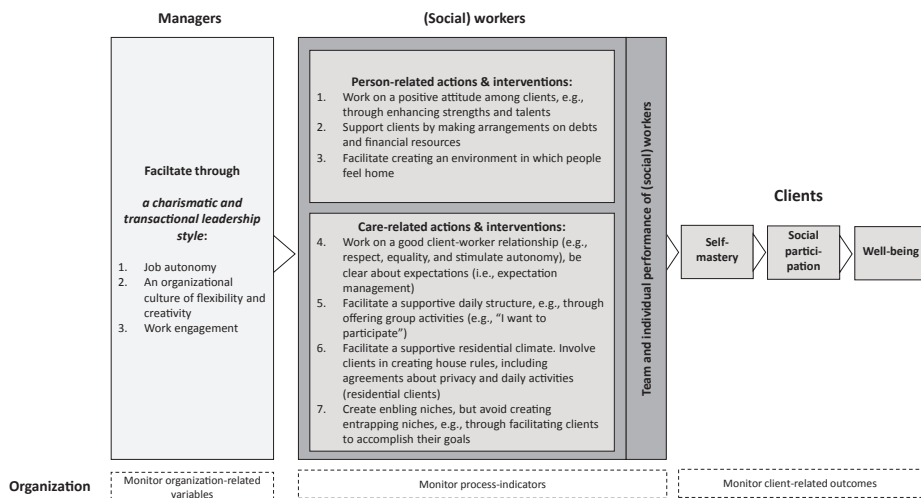 Managers
(Social) workers
Faciltate through
a charismatic and
transactional leadership
style:
1. Job autonomy
2. An organizational
culture of flexibility and
creativity
3. Work engagement
Person-related actions & interventions:
1. Work on a positive attitude among clients, e.g.,
through enhancing strengths and talents
2. Support clients by making arrangements on debts
and financial resources
3. Facilitate creating an environment in which people
feel home
Care-related actions & interventions:
4. Work on a good client-worker relationship (e.g.,
respect, equality, and stimulate autonomy), be
clear about expectations (i.e., expectation
management)
5. Facilitate a supportive daily structure, e.g., through
offering group activities (e.g., “I want to
participate”)
6. Facilitate a supportive residential climate. Involve
clients in creating house rules, including
agreements about privacy and daily activities
(residential clients)
7. Create enbling niches, but avoid creating
entrapping niches, e.g., through facilitating clients
to accomplish their goals
Team and individual performance of (social) workers
Clients
Self-
mastery
Social
partici-
pation
Well-being
Organization
Monitor organization-related
variables
Monitor process-indicators
Monitor client-related outcomes